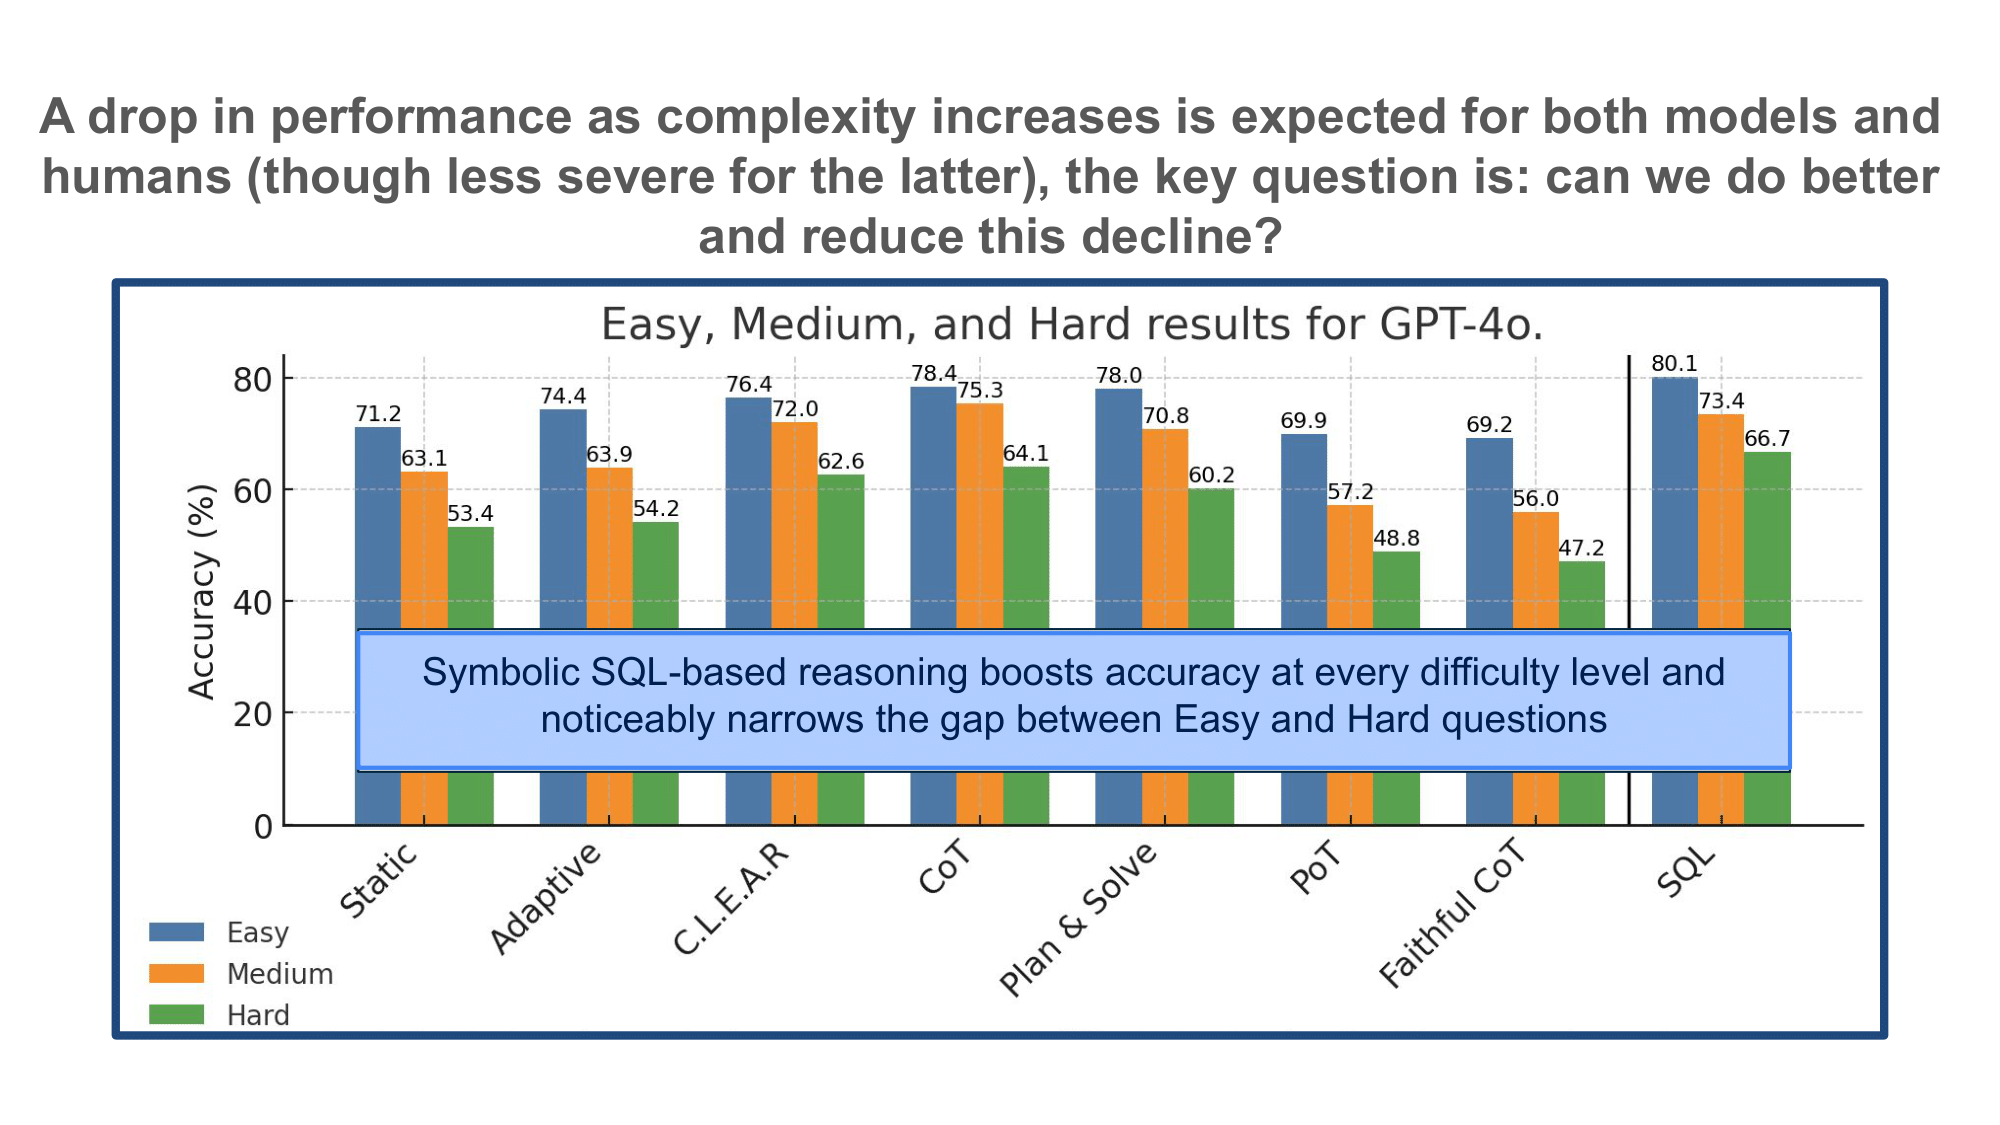 A drop in performance as complexity increases is expected for both models and
humans (though less severe for the latter), the key question is: can we do better
and reduce this decline?
Easy, Medium, and Hard results for GPT-4o.
Accuracy (%)
80
60
40
20
0
71.2
63.1
53.4
74.4
63.9
54.2
76.4
72.0
62.6
78.4
75.3
64.1
78.0
70.8
60.2
69.9
57.2
48.8
69.2
56.0
47.2
80.1
73.4
66.7
Symbolic SQL-based reasoning boosts accuracy at every difficulty level and
noticeably narrows the gap between Easy and Hard questions
Static
Adaptive
C.L.E.A.R
CoT
Plan & Solve
PoT
Faithful CoT
SQL
Easy
Medium
Hard